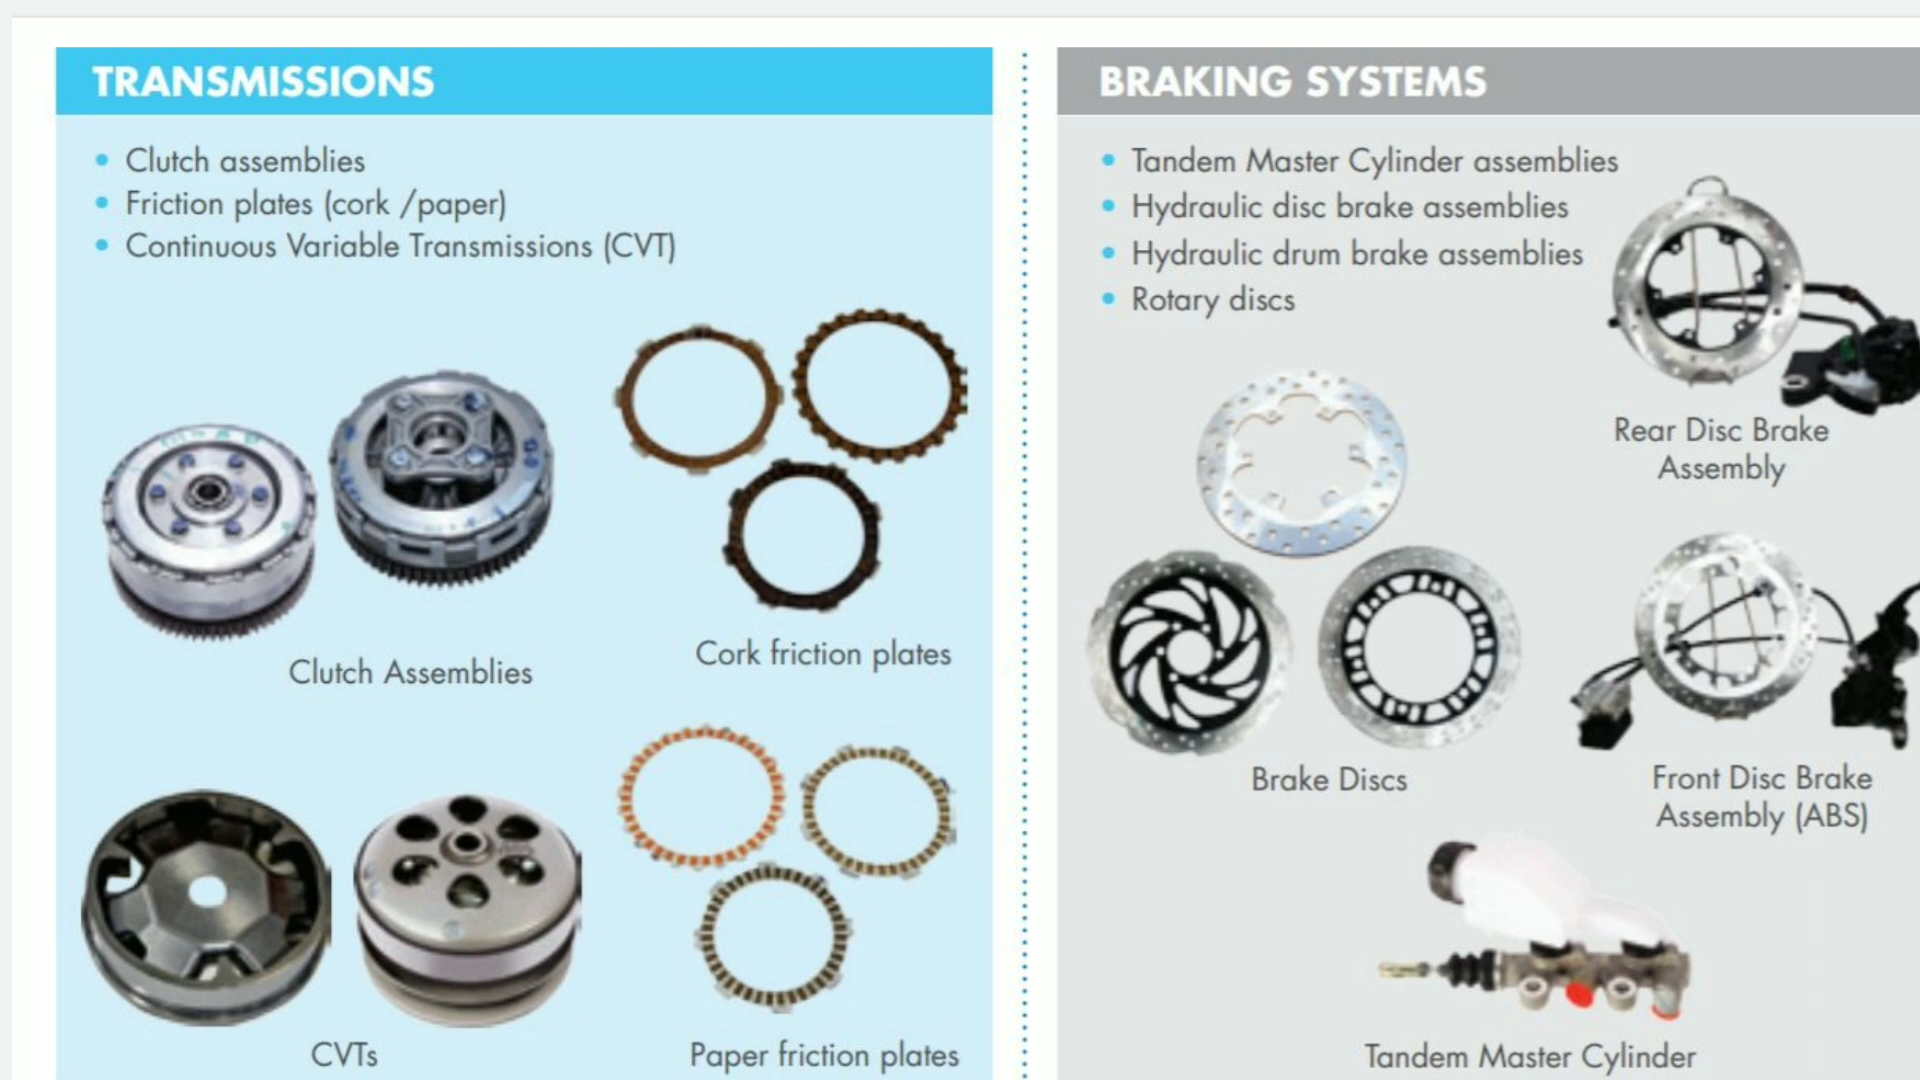 TRANSMISSIONS
• Clutch assemblies
• Friction plates (cork /paper)
• Continuous Variable Transmissions (CVT)
Clutch Assemblies
Cork friction plates
CVTs
Paper friction plates
BRAKING SYSTEMS
• Tandem Master Cylinder assemblies
• Hydraulic disc brake assemblies
• Hydraulic drum brake assemblies
• Rotary discs
Rear Disc Brake
Assembly
Brake Discs
Front Disc Brake
Assembly (ABS)
Tandem Master Cylinder